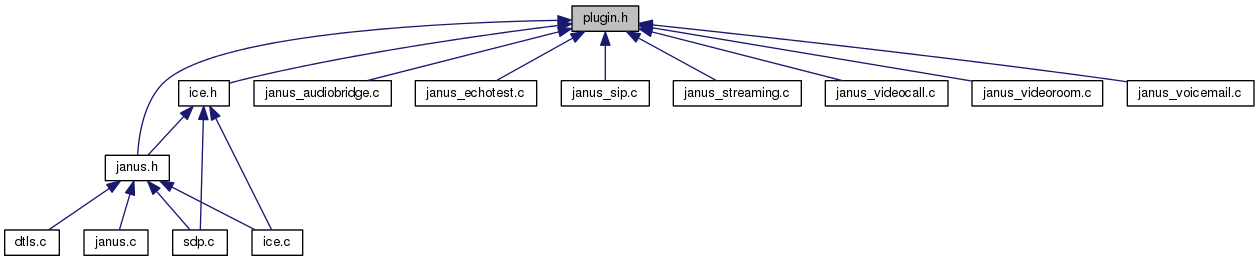 plugin.h
ice.h
janus_audiobridge.c
janus_echotest.c
janus_sip.c
janus_streaming.c
janus_videocall.c
janus_videoroom.c
janus_voicemail.c
janus.h
dtls.c
janus.c
sdp.c
ice.c